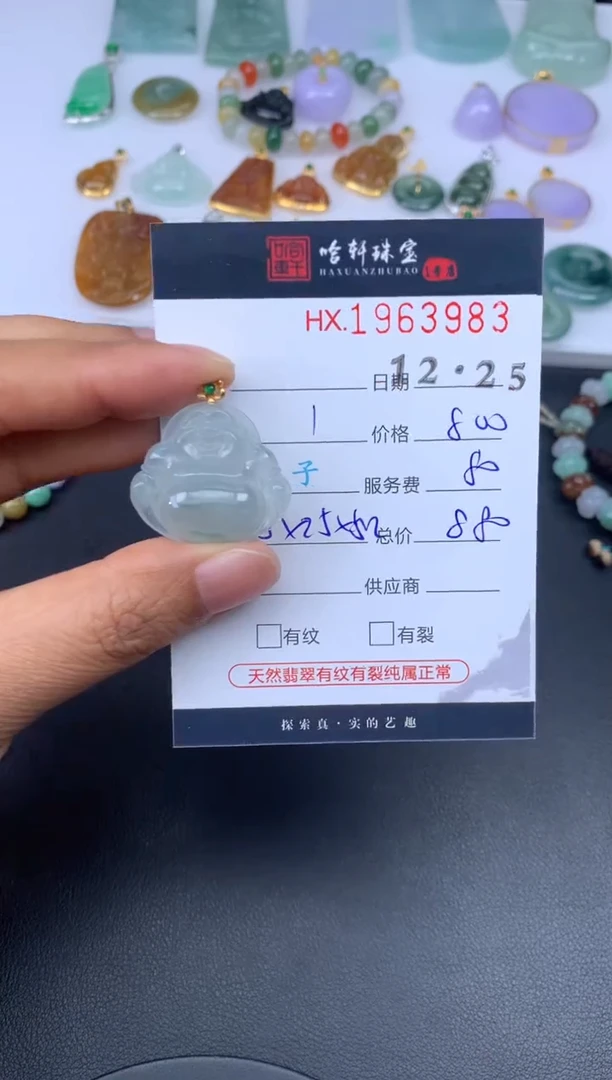 哈轩珠宝
HAXUANZHUBAO
HX.1963983
日期 12·25
1 价格 800
子 服务费 80
总价 880
供应商
有纹 有裂
天然翡翠有纹有裂纯属正常
探索真·实的艺趣